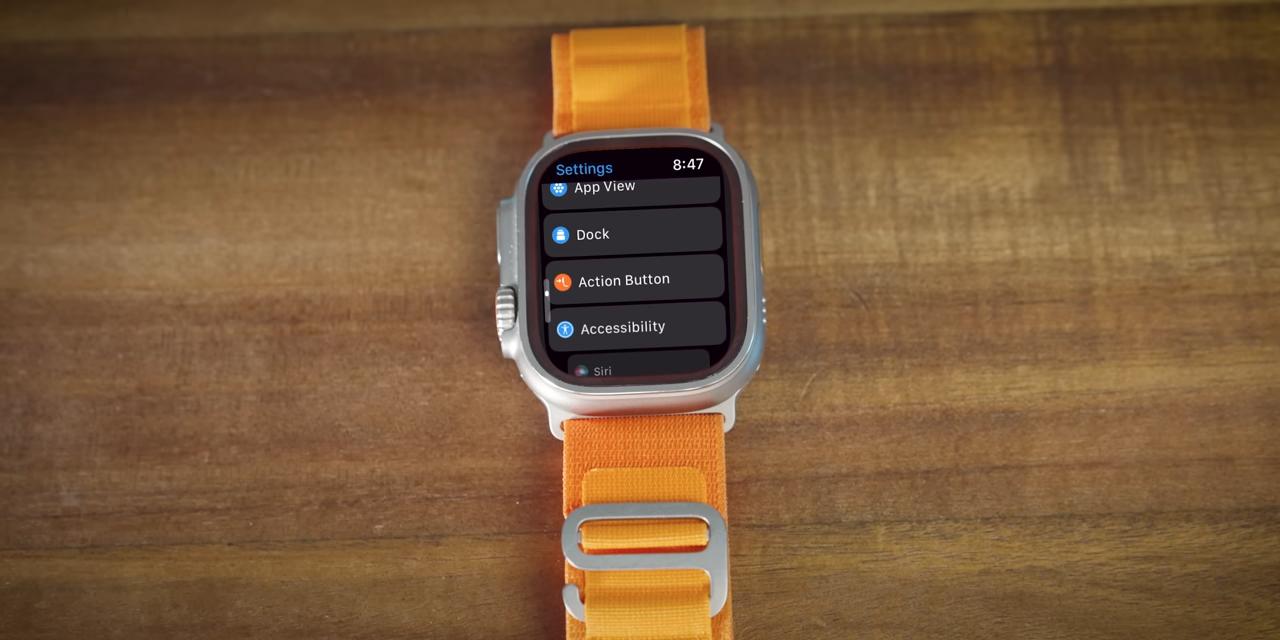 Settings 8:47
App View
Dock
Action Button
Accessibility
Siri